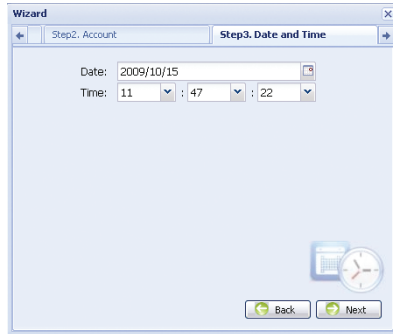 Wizard
Step2. Account Step3. Date and Time
Date: 2009/10/15
Time: 11 : 47 : 22
Back Next